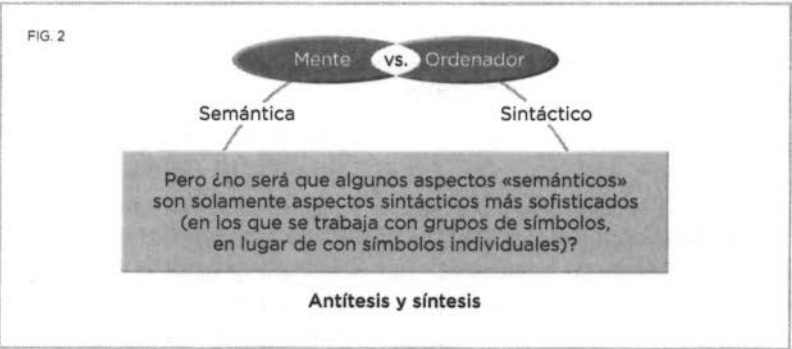 FIG. 2
Mente vs. Ordenador
Semántica Sintáctico
Pero ¿no será que algunos aspectos «semánticos»
son solamente aspectos sintácticos más sofisticados
(en los que se trabaja con grupos de símbolos,
en lugar de con símbolos individuales)?
Antítesis y síntesis